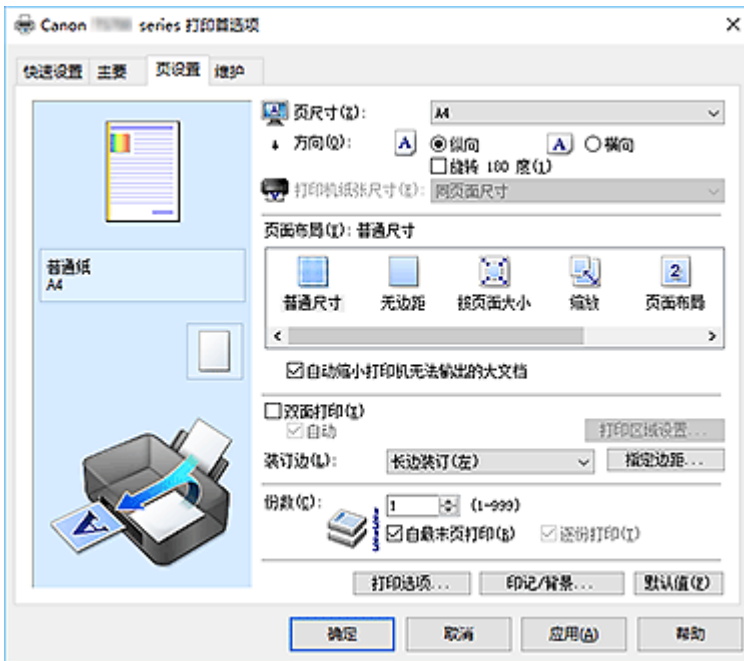 Canon series 打印首选项
快速设置 主要 页设置 维护
页尺寸(Z): A4
方向(O): A 纵向 A 横向
旋转 180 度(1)
打印机纸张尺寸(E): 同页面尺寸
页面布局(Y): 普通尺寸
普通纸
A4
普通尺寸 无边距 按页面大小 缩放 页面布局
自动缩小打印机无法输出的大文档
双面打印(X)
自动 打印区域设置...
装订边(L): 长边装订(左) 指定边距...
份数(C): 1 (1-999)
自最末页打印(B) 逐份打印(T)
打印选项... 印记/背景... 默认值
确定 取消 应用(A) 帮助